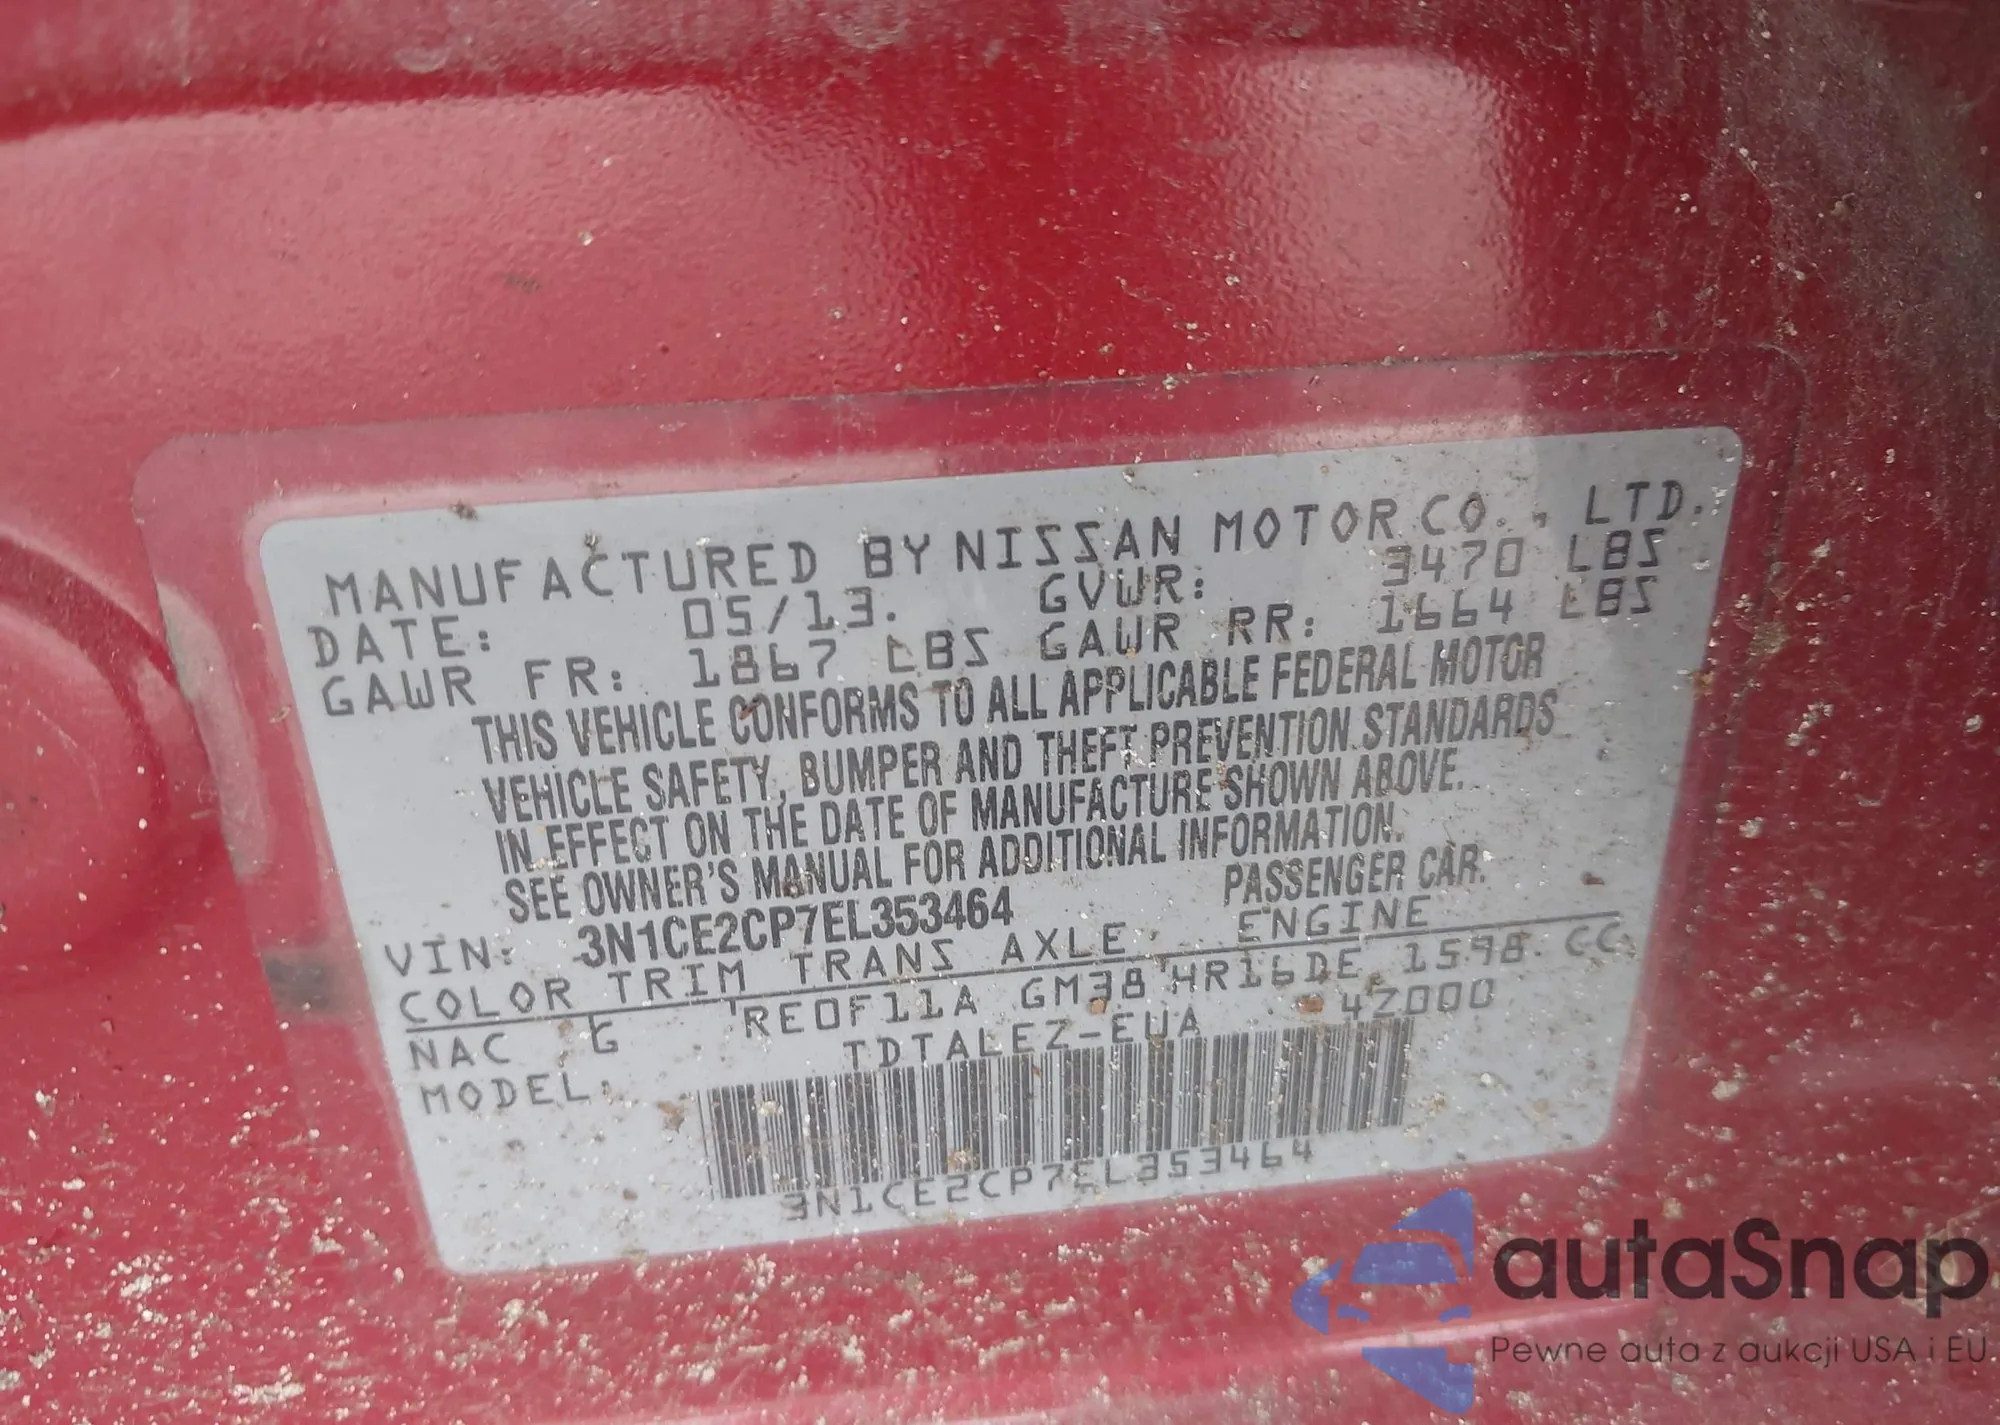 MANUFACTURED BY NISSAN MOTOR CO., LTD.
DATE: 05/13. GVWR: 3470 LBS
GAWR FR: 1867 LBS GAWR RR: 1664 LBS
THIS VEHICLE CONFORMS TO ALL APPLICABLE FEDERAL MOTOR
VEHICLE SAFETY, BUMPER AND THEFT PREVENTION STANDARDS
IN EFFECT ON THE DATE OF MANUFACTURE SHOWN ABOVE.
SEE OWNER'S MANUAL FOR ADDITIONAL INFORMATION.
VIN: 3N1CE2CP7EL353464 PASSENGER CAR.
COLOR TRIM TRANS AXLE ENGINE
NAC G RE0F11A GM38 HR16DE 1598 CC
MODEL: TDTALEZ-EUA 4Z000
3N1CE2CP7EL353464
autaSnap
Pewne auta z aukcji USA i EU